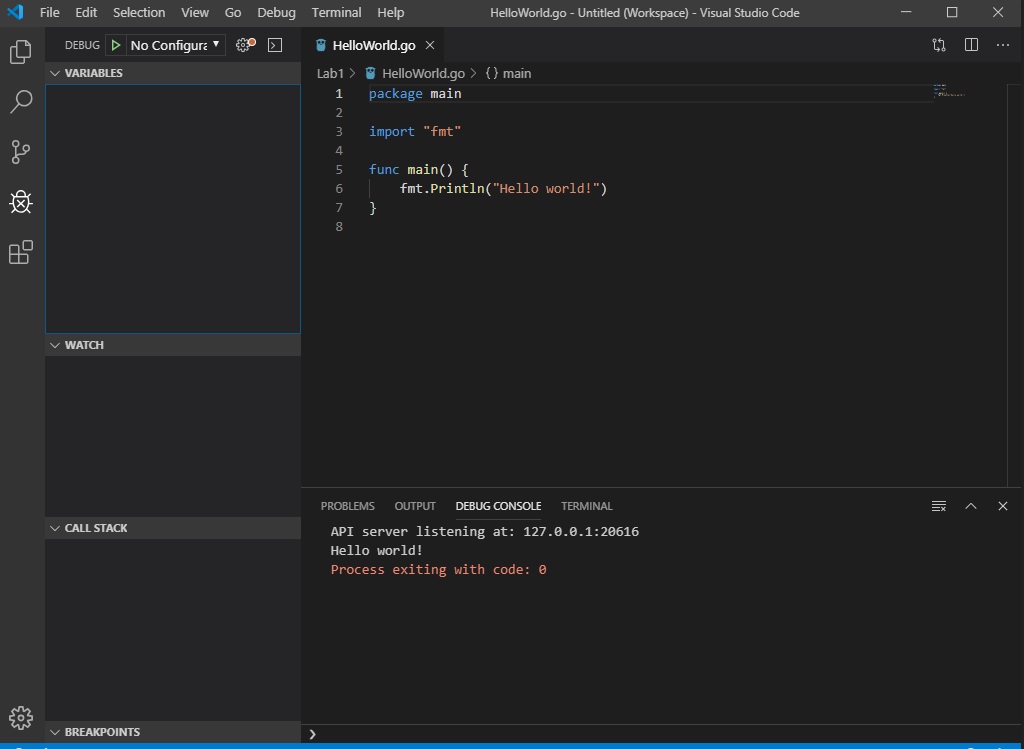 File Edit Selection View Go Debug Terminal Help HelloWorld.go - Untitled (Workspace) - Visual Studio Code
DEBUG No Configura
VARIABLES
WATCH
CALL STACK
BREAKPOINTS
HelloWorld.go
Lab1 > HelloWorld.go > {} main
1 package main
2
3 import "fmt"
4
5 func main() {
6 fmt.Println("Hello world!")
7 }
8
PROBLEMS OUTPUT DEBUG CONSOLE TERMINAL
API server listening at: 127.0.0.1:20616
Hello world!
Process exiting with code: 0